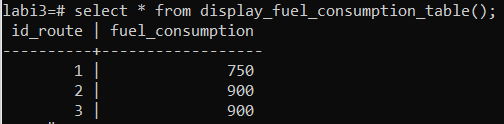 labi3=# select * from display_fuel_consumption_table();
 id_route | fuel_consumption
----------+------------------
        1 |              750
        2 |              900
        3 |              900